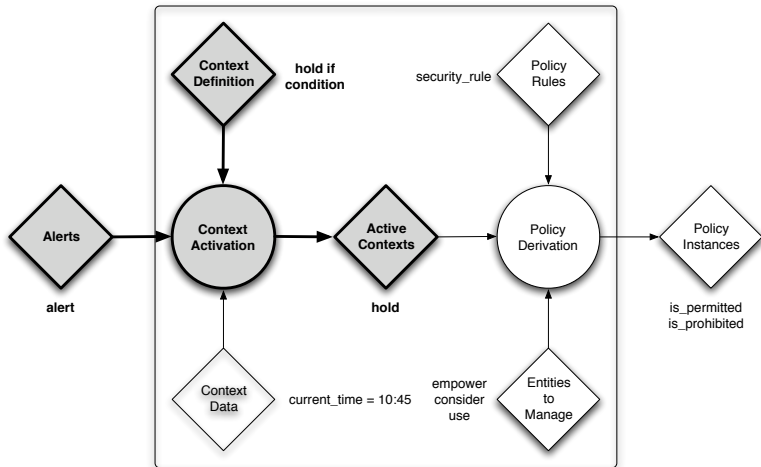 Context
Definition
hold if
condition
security_rule
Policy
Rules
Alerts
alert
Context
Activation
Active
Contexts
hold
Policy
Derivation
Policy
Instances
is_permitted
is_prohibited
Context
Data
current_time = 10:45
empower
consider
use
Entities
to
Manage